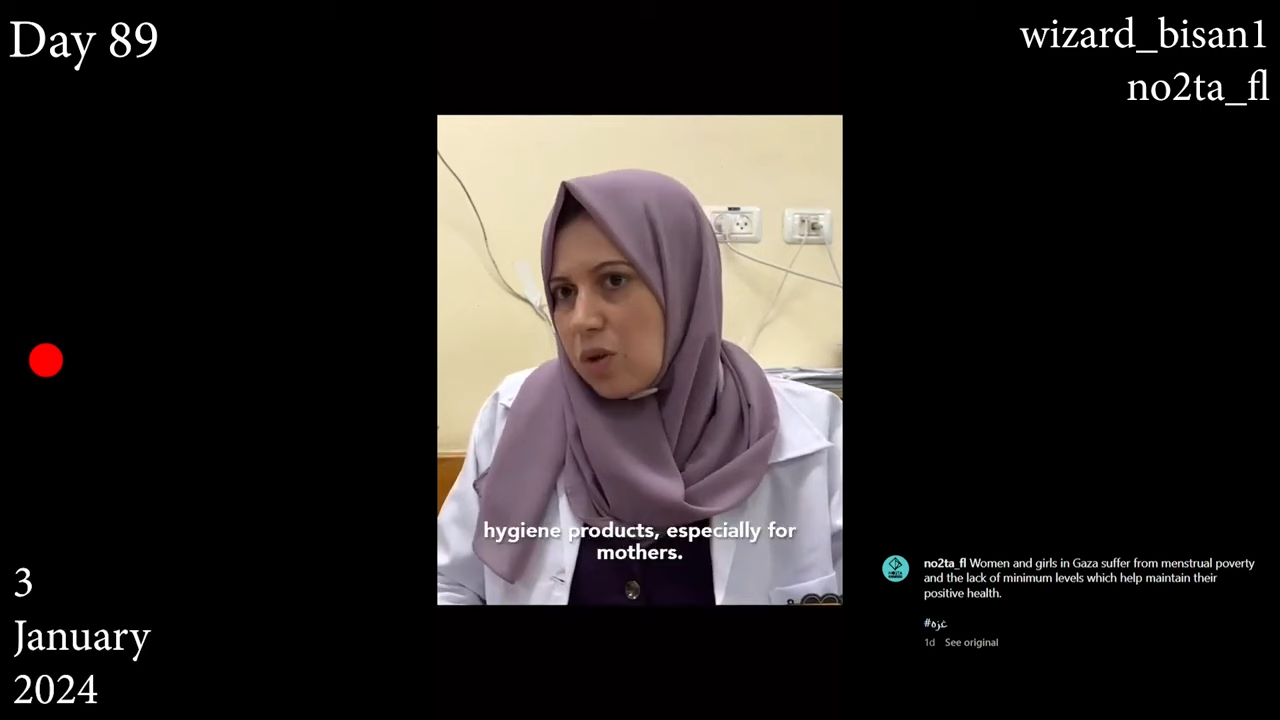 Day 89
wizard_bisan1
no2ta_fl
hygiene products, especially for
mothers.
no2ta_fl Women and girls in Gaza suffer from menstrual poverty
and the lack of minimum levels which help maintain their
positive health.
#غزه
1d See original
3
January
2024